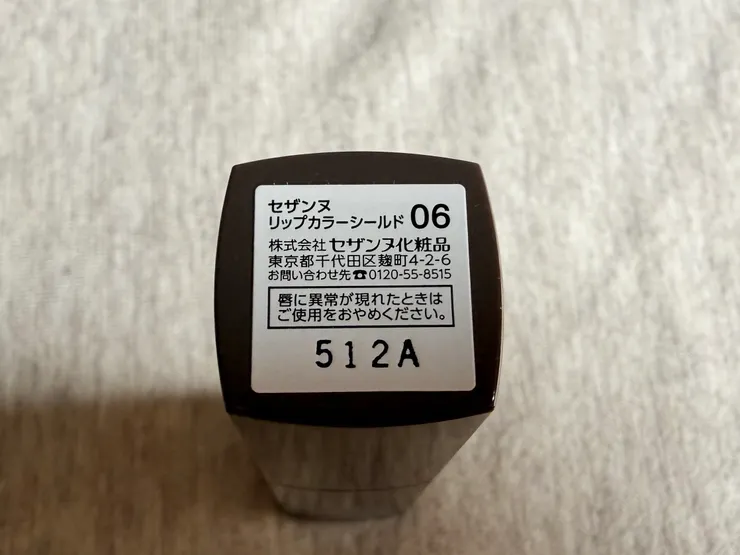 セザンヌ
リップカラーシールド 06
株式会社 セザンヌ化粧品
東京都千代田区麹町4-2-6
お問い合わせ先☎0120-55-8515
唇に異常が現れたときは
ご使用をおやめください。
512A